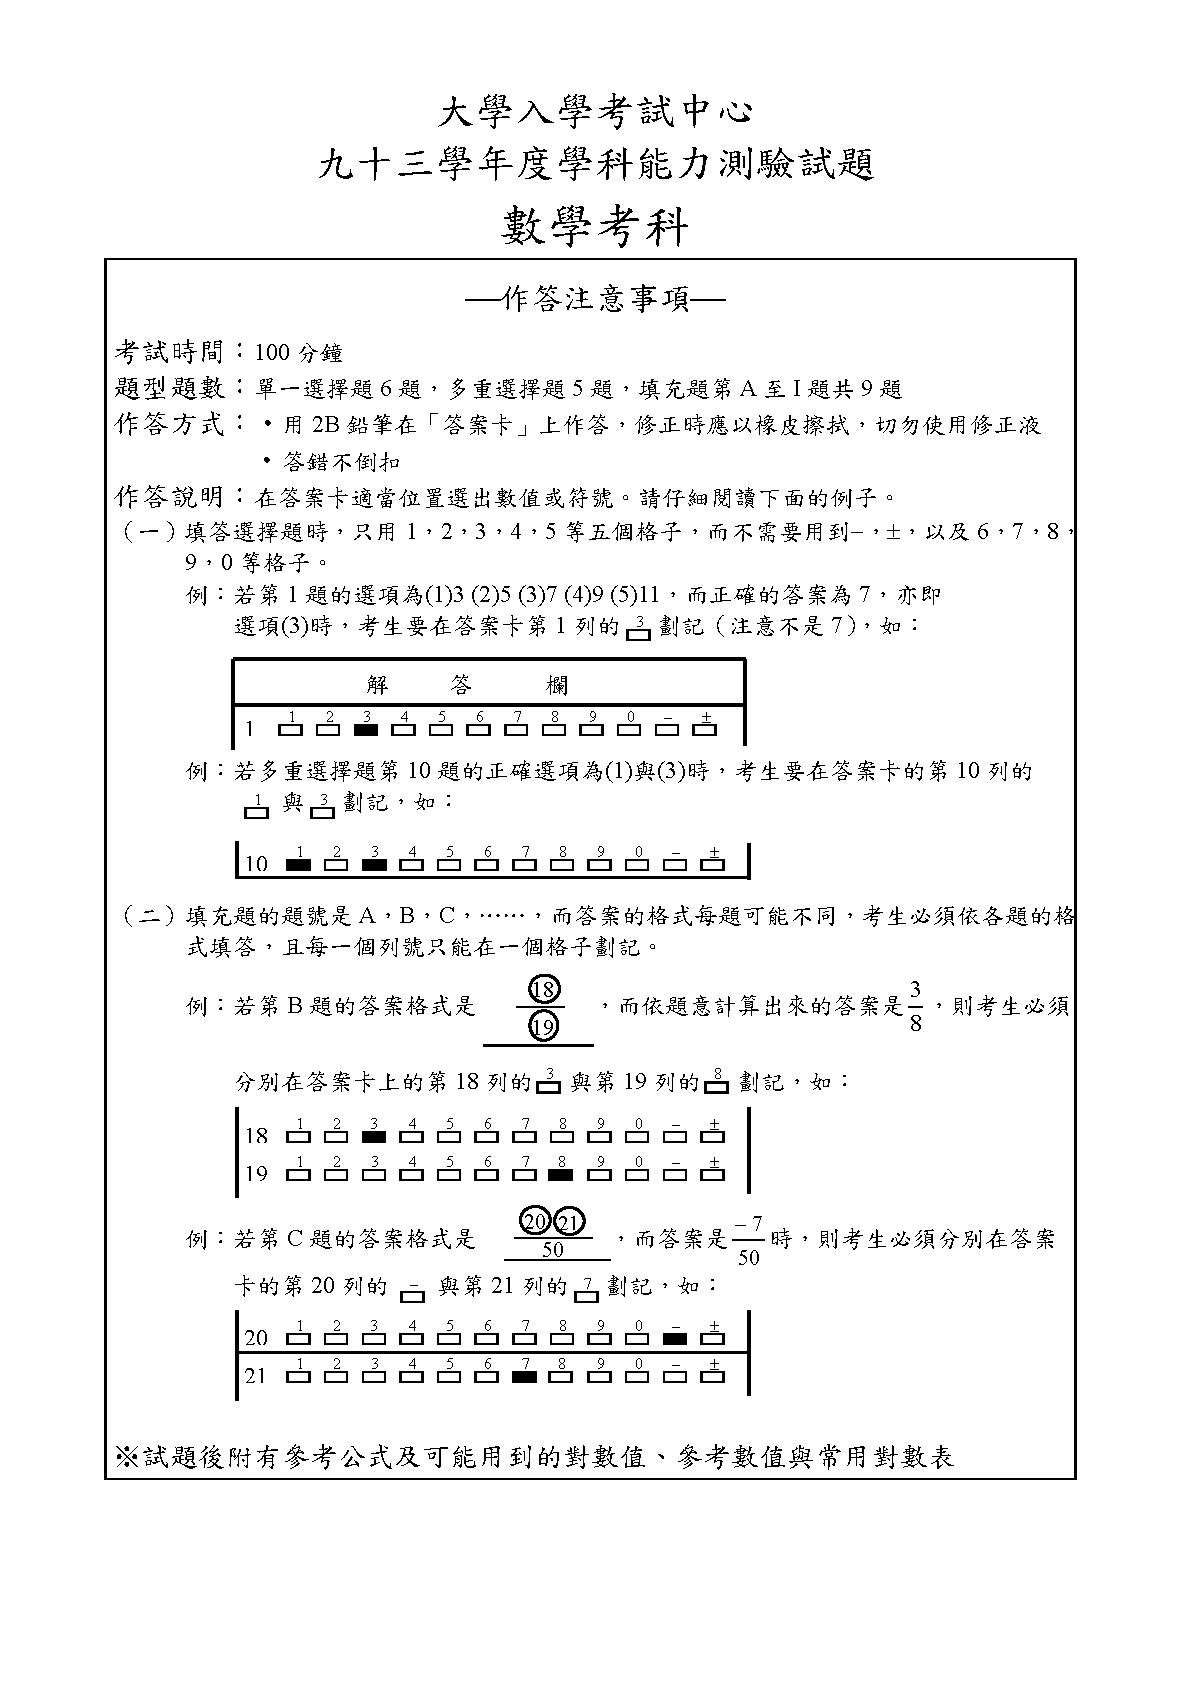 大學入學考試中心
九十三學年度學科能力測驗試題
數學考科
—作答注意事項—
考試時間：100 分鐘
題型題數：單一選擇題 6 題，多重選擇題 5 題，填充題第 A 至 I 題共 9 題
作答方式：•用 2B 鉛筆在「答案卡」上作答，修正時應以橡皮擦拭，切勿使用修正液
•答錯不倒扣
作答說明：在答案卡適當位置選出數值或符號。請仔細閱讀下面的例子。
（一）填答選擇題時，只用 1，2，3，4，5 等五個格子，而不需要用到−，±，以及 6，7，8，
9，0 等格子。
例：若第 1 題的選項為(1)3 (2)5 (3)7 (4)9 (5)11，而正確的答案為 7，亦即
選項(3)時，考生要在答案卡第 1 列的 3 劃記（注意不是 7），如：
解 答 欄
1 1 2 3 4 5 6 7 8 9 0 − ±
例：若多重選擇題第 10 題的正確選項為(1)與(3)時，考生要在答案卡的第 10 列的
1 與 3 劃記，如：
10 1 2 3 4 5 6 7 8 9 0 − ±
（二）填充題的題號是 A，B，C，……，而答案的格式每題可能不同，考生必須依各題的格
式填答，且每一個列號只能在一個格子劃記。
例：若第 B 題的答案格式是 18/19，而依題意計算出來的答案是 3/8，則考生必須
分別在答案卡上的第 18 列的 3 與第 19 列的 8 劃記，如：
18 1 2 3 4 5 6 7 8 9 0 − ±
19 1 2 3 4 5 6 7 8 9 0 − ±
例：若第 C 題的答案格式是 20 21/50，而答案是 −7/50 時，則考生必須分別在答案
卡的第 20 列的 − 與第 21 列的 7 劃記，如：
20 1 2 3 4 5 6 7 8 9 0 − ±
21 1 2 3 4 5 6 7 8 9 0 − ±
※試題後附有參考公式及可能用到的對數值、參考數值與常用對數表